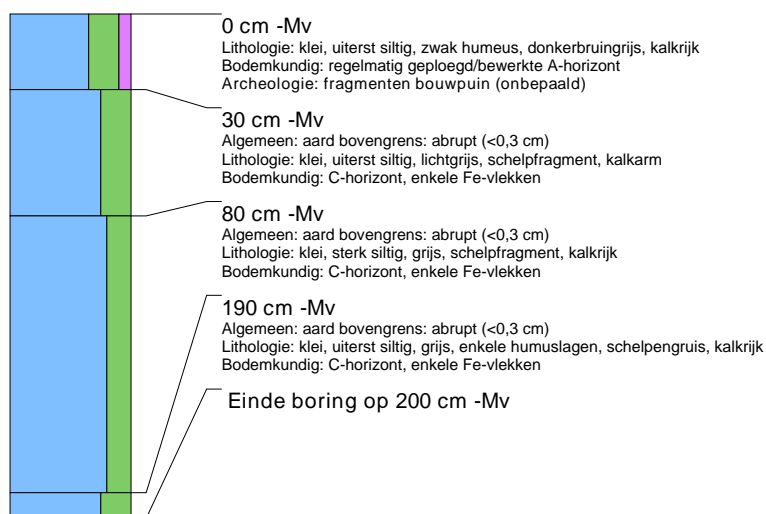 0 cm -Mv
Lithologie: klei, uiterst siltig, zwak humeus, donkerbruingrijs, kalkrijk
Bodemkundig: regelmatig geploegd/bewerkte A-horizont
Archeologie: fragmenten bouwpuin (onbepaald)
30 cm -Mv
Algemeen: aard bovengrens: abrupt (<0,3 cm)
Lithologie: klei, uiterst siltig, lichtgrijs, schelpfragment, kalkarm
Bodemkundig: C-horizont, enkele Fe-vlekken
80 cm -Mv
Algemeen: aard bovengrens: abrupt (<0,3 cm)
Lithologie: klei, sterk siltig, grijs, schelpfragment, kalkrijk
Bodemkundig: C-horizont, enkele Fe-vlekken
190 cm -Mv
Algemeen: aard bovengrens: abrupt (<0,3 cm)
Lithologie: klei, uiterst siltig, grijs, enkele humuslagen, schelpengruis, kalkrijk
Bodemkundig: C-horizont, enkele Fe-vlekken
Einde boring op 200 cm -Mv